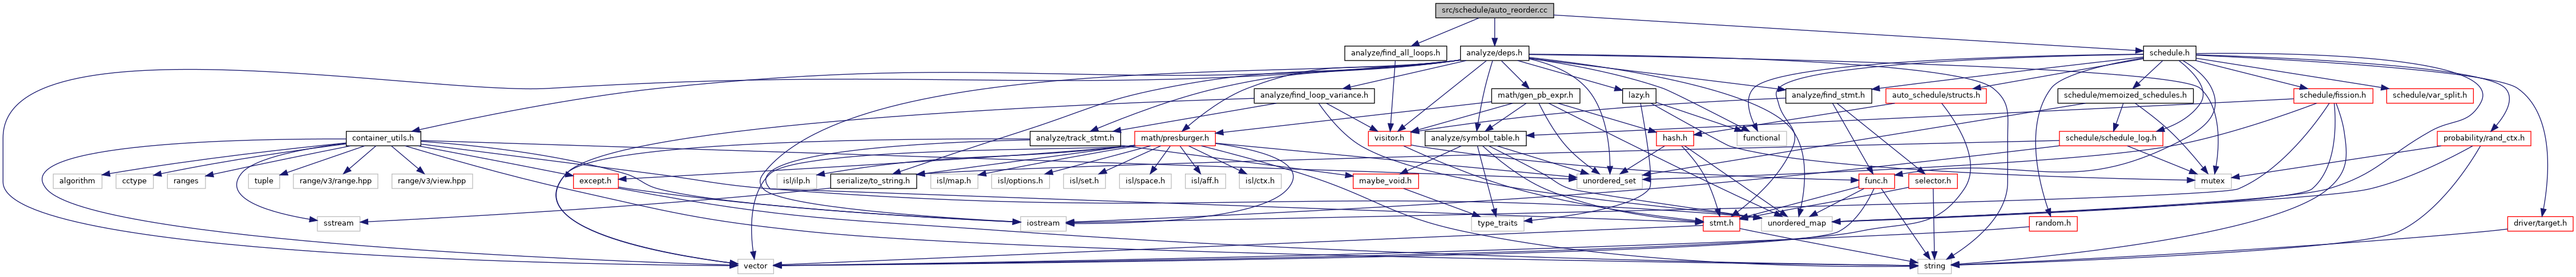 src/schedule/auto_reorder.cc
analyze/find_all_loops.h
analyze/deps.h
schedule.h
analyze/find_loop_variance.h
math/gen_pb_expr.h
lazy.h
analyze/find_stmt.h
auto_schedule/structs.h
schedule/memoized_schedules.h
schedule/fission.h
schedule/var_split.h
container_utils.h
analyze/track_stmt.h
math/presburger.h
visitor.h
analyze/symbol_table.h
hash.h
functional
schedule/schedule_log.h
probability/rand_ctx.h
algorithm
cctype
ranges
tuple
range/v3/range.hpp
range/v3/view.hpp
except.h
isl/ilp.h
serialize/to_string.h
isl/map.h
isl/options.h
isl/set.h
isl/space.h
isl/aff.h
isl/ctx.h
maybe_void.h
unordered_set
func.h
selector.h
mutex
sstream
iostream
type_traits
stmt.h
unordered_map
random.h
driver/target.h
vector
string